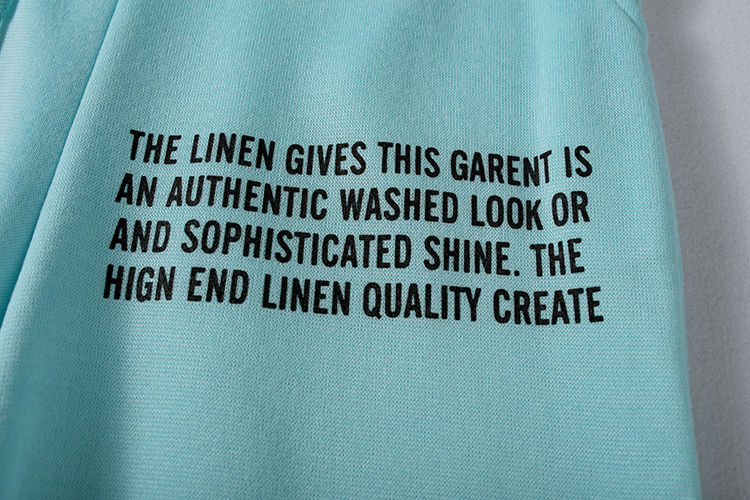 THE LINEN GIVES THIS GARENT IS
AN AUTHENTIC WASHED LOOK OR
AND SOPHISTICATED SHINE. THE
HIGN END LINEN QUALITY CREATE